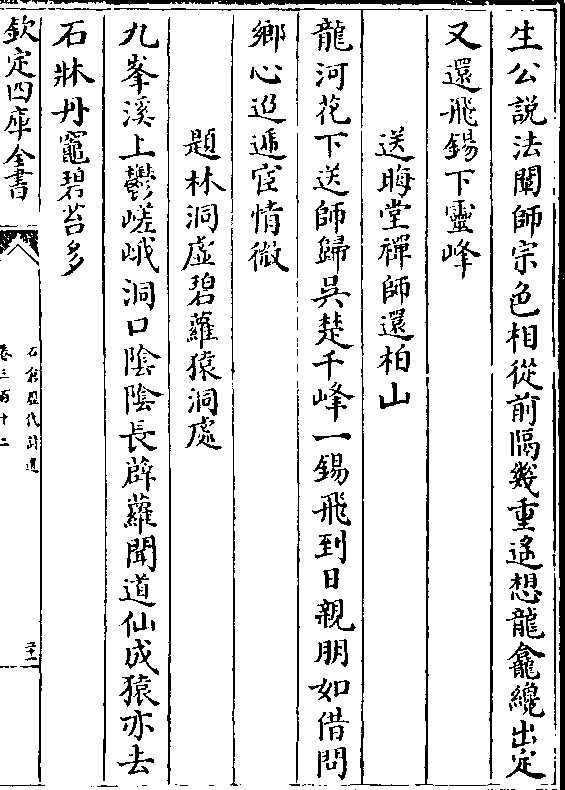 生公説法闡師宗色相從前隔幾重遙想龍龕纔出定
又還飛錫下靈峰
送晦堂禪師還柏山
龍河花下送師歸吳楚千峰一錫飛到日親朋如借問
鄉心迢遞宦情微
題林洞虛碧蘿猿洞處
九峯溪上鬱嵯峨洞口陰陰長薜蘿聞道仙成猿亦去
石牀丹竈碧苔多
欽定四庫全書
石倉歷代詩選
卷三百十二
二十一